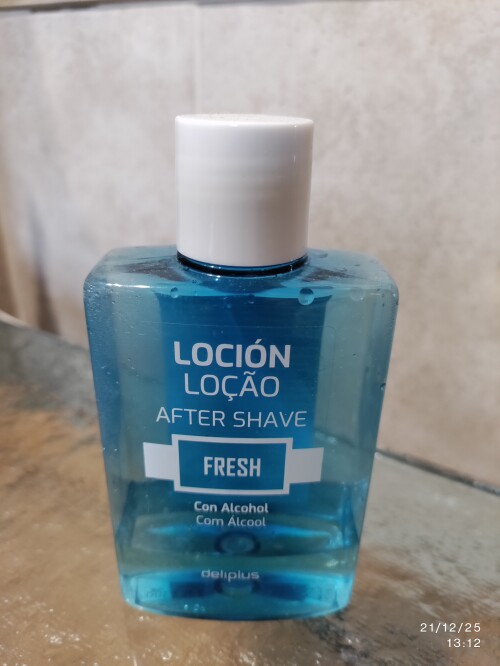 LOCIÓN
LOÇÃO
AFTER SHAVE
FRESH
Con Alcohol
Com Álcool
deliplus
21/12/25
13:12